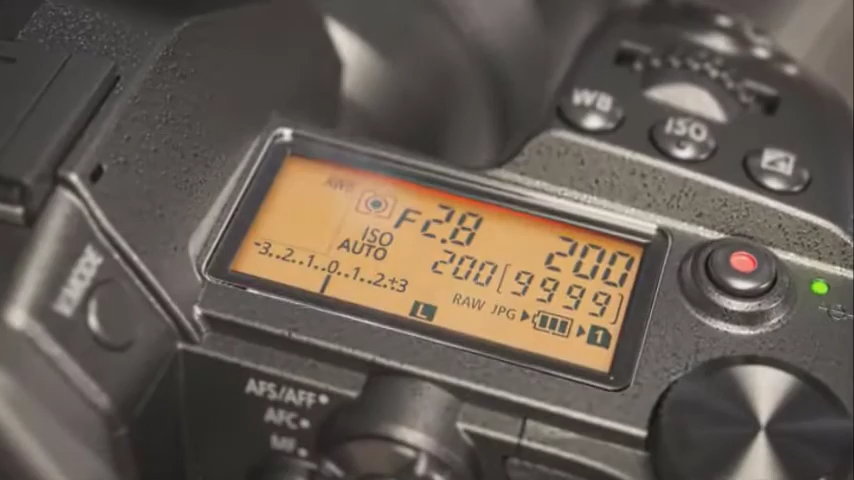 WB
ISO
AWB
F2.8 200
ISO AUTO 200 [9999]
-3..2..1..0..1..2..+3
RAW JPG
L
1
MODE
AFS/AFF
AFC
MF